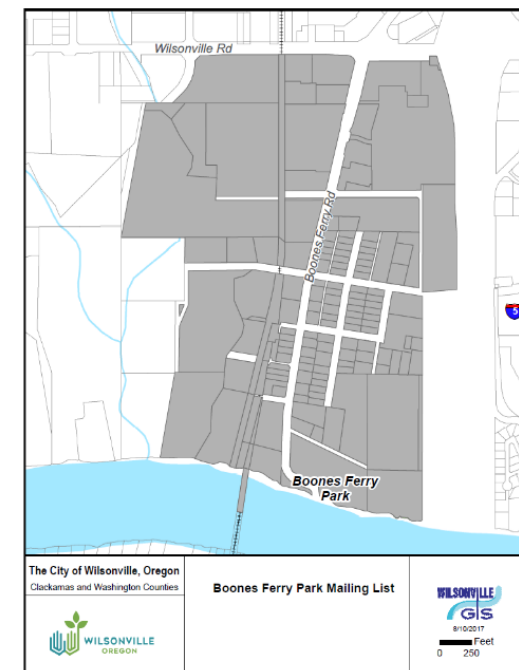 Wilsonville Rd
Boones Ferry Rd
5
Boones Ferry
Park
The City of Wilsonville, Oregon
Clackamas and Washington Counties
WILSONVILLE
OREGON
Boones Ferry Park Mailing List
WILSONVILLE
GIS
8/10/2017
Feet
0 250